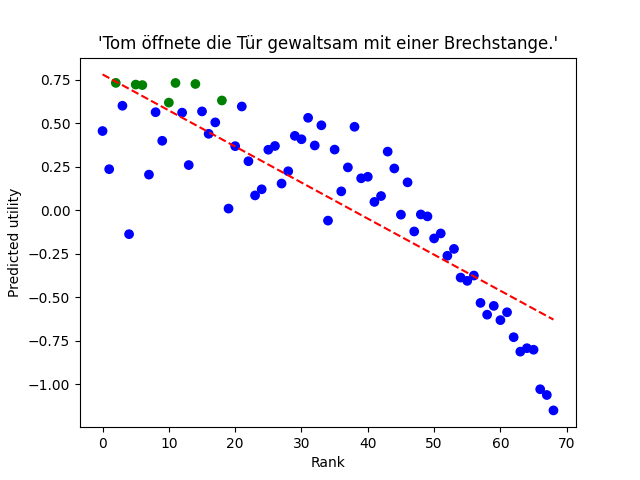 'Tom öffnete die Tür gewaltsam mit einer Brechstange.'
Predicted utility
0.75
0.50
0.25
0.00
−0.25
−0.50
−0.75
−1.00
0 10 20 30 40 50 60 70
Rank